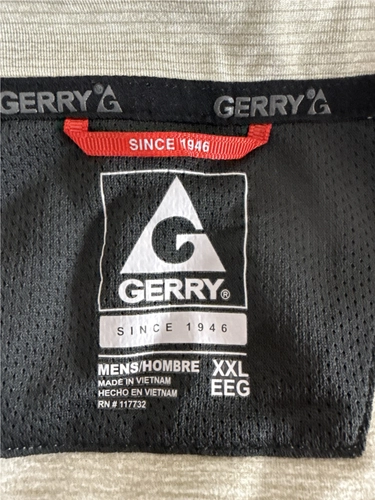 GERRY GERRY
SINCE 1946
G
GERRY®
SINCE 1946
MENS/HOMBRE XXL
MADE IN VIETNAM EEG
HECHO EN VIETNAM
RN # 117732